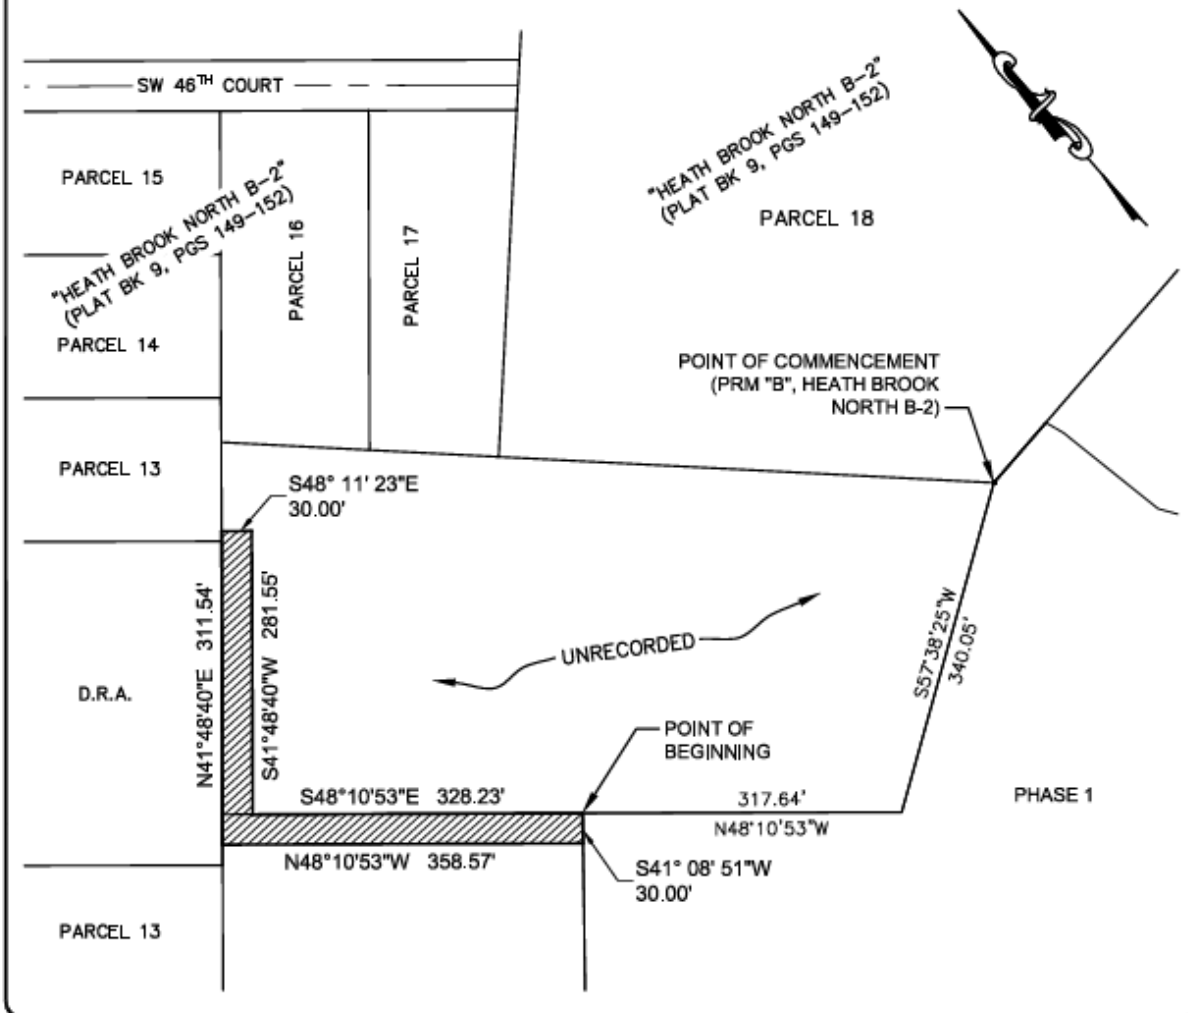 SW 46TH COURT
"HEATH BROOK NORTH B-2"
(PLAT BK 9, PGS 149-152)
PARCEL 18
PARCEL 15
"HEATH BROOK NORTH B-2"
(PLAT BK 9, PGS 149-152)
PARCEL 16
PARCEL 17
PARCEL 14
POINT OF COMMENCEMENT
(PRM "B", HEATH BROOK
NORTH B-2)
PARCEL 13
S48° 11' 23"E
30.00'
N41°48'40"E 311.54'
S41°48'40"W 281.55'
UNRECORDED
S57°38'25"W
340.05'
D.R.A.
POINT OF
BEGINNING
S48°10'53"E 328.23'
317.64'
N48°10'53"W
PHASE 1
N48°10'53"W 358.57'
S41° 08' 51"W
30.00'
PARCEL 13